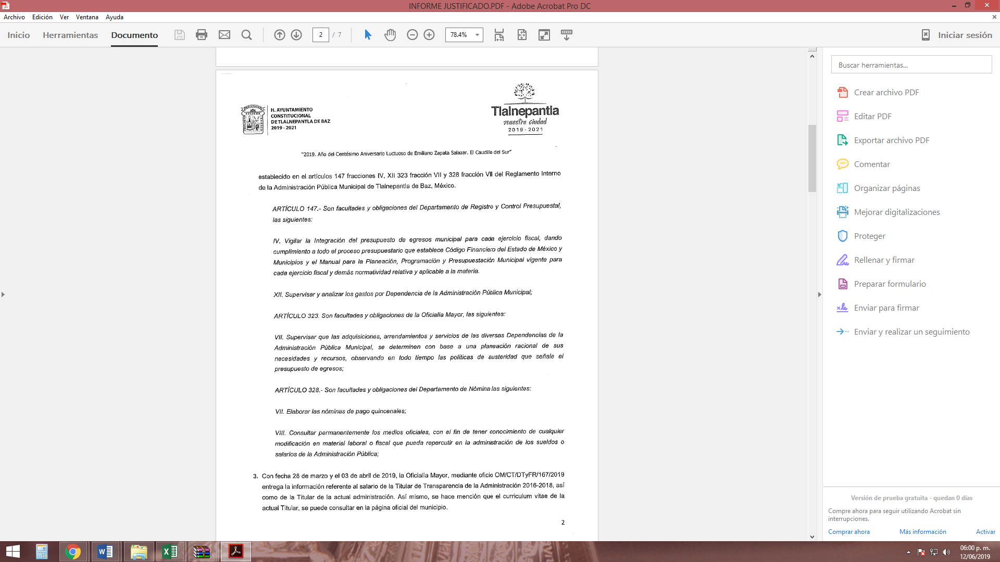 INFORME JUSTIFICADO.PDF - Adobe Acrobat Pro DC
Archivo Edición Ver Ventana Ayuda
Inicio Herramientas Documento 2 / 7 78.4% Iniciar sesión
Buscar herramientas...
Crear archivo PDF
Editar PDF
Exportar archivo PDF
Comentar
Organizar páginas
Mejorar digitalizaciones
Proteger
Rellenar y firmar
Preparar formulario
Enviar para firmar
Enviar y realizar un seguimiento
Versión de prueba gratuita - quedan 0 días
Compre ahora para seguir utilizando Acrobat sin
interrupciones.
Comprar ahora Más información Activar
H. AYUNTAMIENTO
CONSTITUCIONAL
DE TLALNEPANTLA DE BAZ
2019 - 2021
Tlalnepantla
nuestra ciudad
2019 - 2021
"2019. Año del Centésimo Aniversario Luctuoso de Emiliano Zapata Salazar. El Caudillo del Sur"
establecido en el artículos 147 fracciones IV, XII 323 fracción VII y 328 fracción VII del Reglamento Interno
de la Administración Pública Municipal de Tlalnepantla de Baz, México.
ARTÍCULO 147.- Son facultades y obligaciones del Departamento de Registro y Control Presupuestal,
las siguientes:
IV. Vigilar la Integración del presupuesto de egresos municipal para cada ejercicio fiscal, dando
cumplimiento a todo el proceso presupuestario que establece Código Financiero del Estado de México y
Municipios y el Manual para la Planeación, Programación y Presupuestación Municipal vigente para
cada ejercicio fiscal y demás normatividad relativa y aplicable a la materia.
XII. Supervisar y analizar los gastos por Dependencia de la Administración Pública Municipal;
ARTÍCULO 323. Son facultades y obligaciones de la Oficialía Mayor, las siguientes:
VII. Supervisar que las adquisiciones, arrendamientos y servicios de las diversas Dependencias de la
Administración Pública Municipal, se determinen con base a una planeación racional de sus
necesidades y recursos, observando en todo tiempo las políticas de austeridad que señale el
presupuesto de egresos;
ARTÍCULO 328.- Son facultades y obligaciones del Departamento de Nómina las siguientes:
VII. Elaborar las nóminas de pago quincenales;
VIII. Consultar permanentemente los medios oficiales, con el fin de tener conocimiento de cualquier
modificación en material laboral o fiscal que pueda repercutir en la administración de los sueldos o
salarios de la Administración Pública;
3. Con fecha 28 de marzo y el 03 de abril de 2019, la Oficialía Mayor, mediante oficio OM/CT/DTyFR/167/2019
entrega la información referente al salario de la Titular de Transparencia de la Administración 2016-2018, así
como de la Titular de la actual administración. Así mismo, se hace mención que el curriculum vitae de la
actual Titular, se puede consultar en la página oficial del municipio.
2
06:00 p. m.
12/06/2019